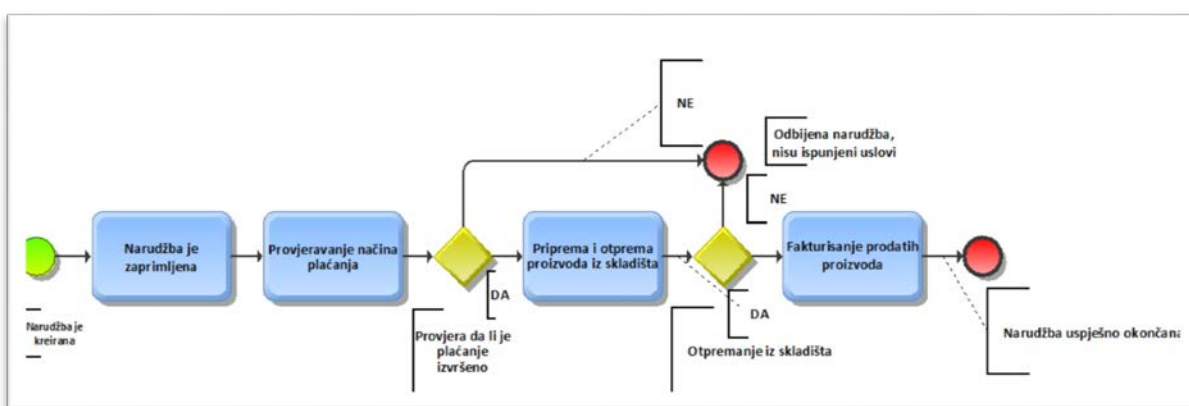 NE
Odbijena narudžba,
nisu ispunjeni uslovi
NE
Narudžba je
zaprimljena
Provjeravanje načina
plaćanja
Priprema i otprema
proizvoda iz skladišta
Fakturisanje prodatih
proizvoda
DA
DA
Narudžba je
kreirana
Provjera da li je
plaćanje
izvršeno
Otpremanje iz skladišta
Narudžba uspješno okončana